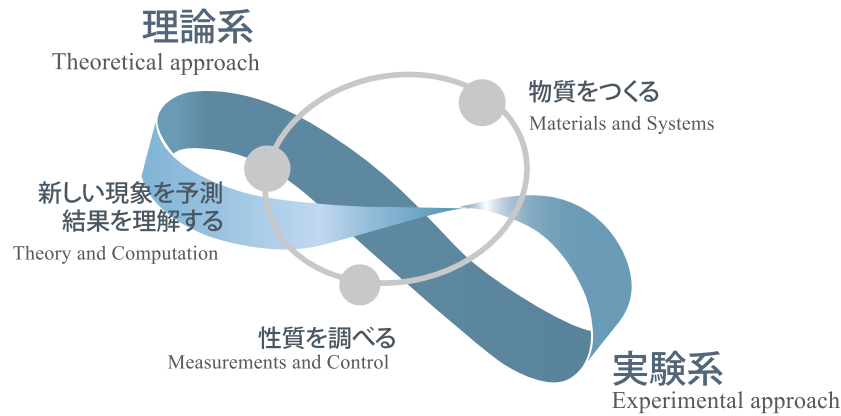 理論系
Theoretical approach
物質をつくる
Materials and Systems
新しい現象を予測
結果を理解する
Theory and Computation
性質を調べる
Measurements and Control
実験系
Experimental approach